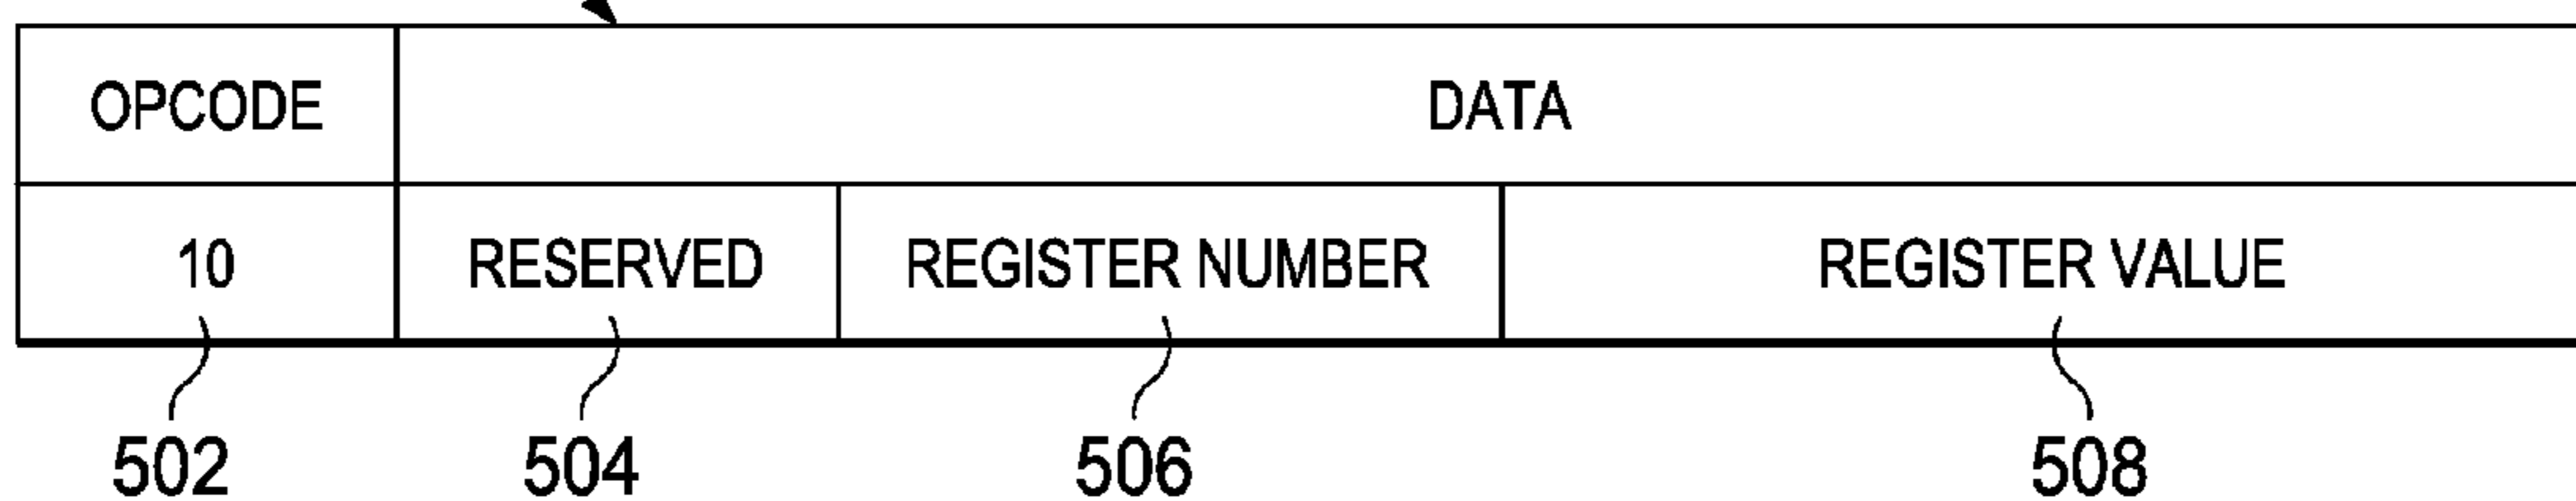 OPCODE DATA
10 RESERVED REGISTER NUMBER REGISTER VALUE
502 504 506 508